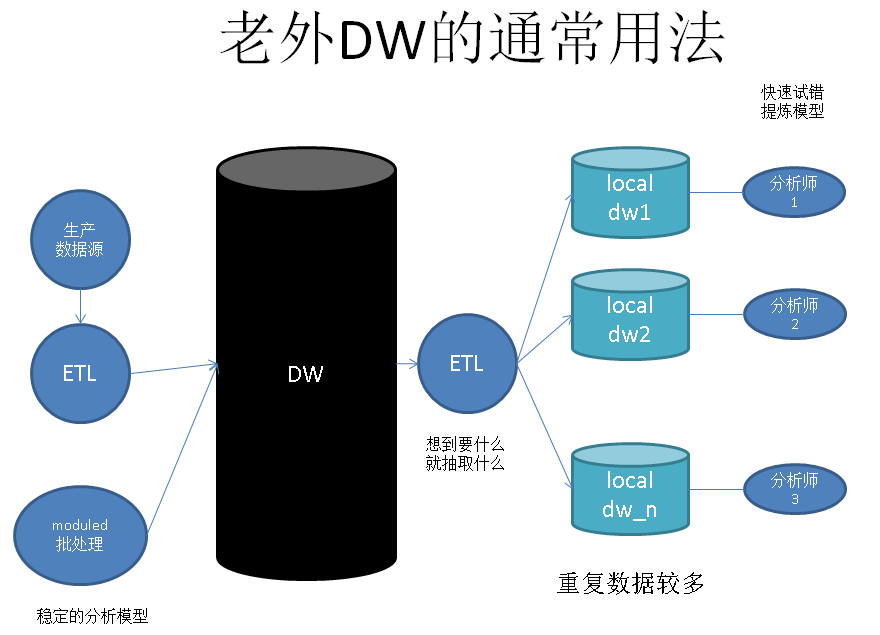 老外DW的通常用法
快速试错
提炼模型
生产
数据源
ETL
moduled
批处理
稳定的分析模型
DW
ETL
想到要什么
就抽取什么
local
dw1
local
dw2
local
dw_n
重复数据较多
分析师
1
分析师
2
分析师
3